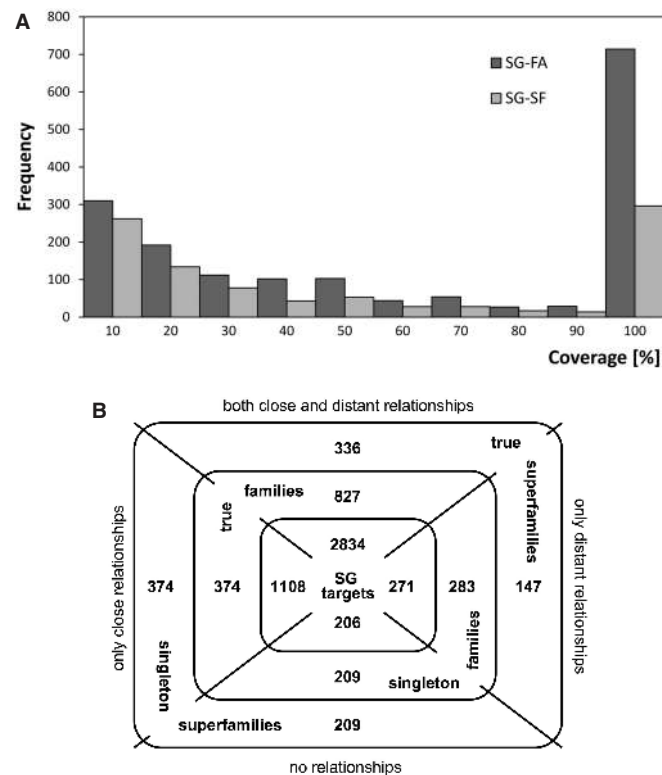 A
800
700
600
500
400
300
200
100
0
Frequency
SG-FA
SG-SF
10 20 30 40 50 60 70 80 90 100
Coverage [%]
B
both close and distant relationships
336
true
families
827
true
superfamilies
2834
only close relationships
374
374
1108
SG
targets
271
283
147
only distant relationships
206
families
singleton
209
singleton
superfamilies
209
no relationships